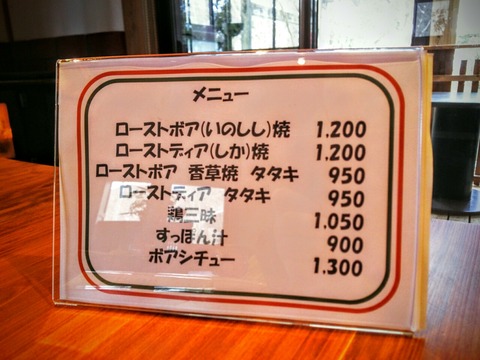 メニュー
ローストボア(いのしし)焼 1.200
ローストディア(しか)焼 1.200
ローストボア 香草焼 タタキ 950
ローストディア タタキ 950
鶏三昧 1.050
すっぽん汁 900
ボアシチュー 1.300